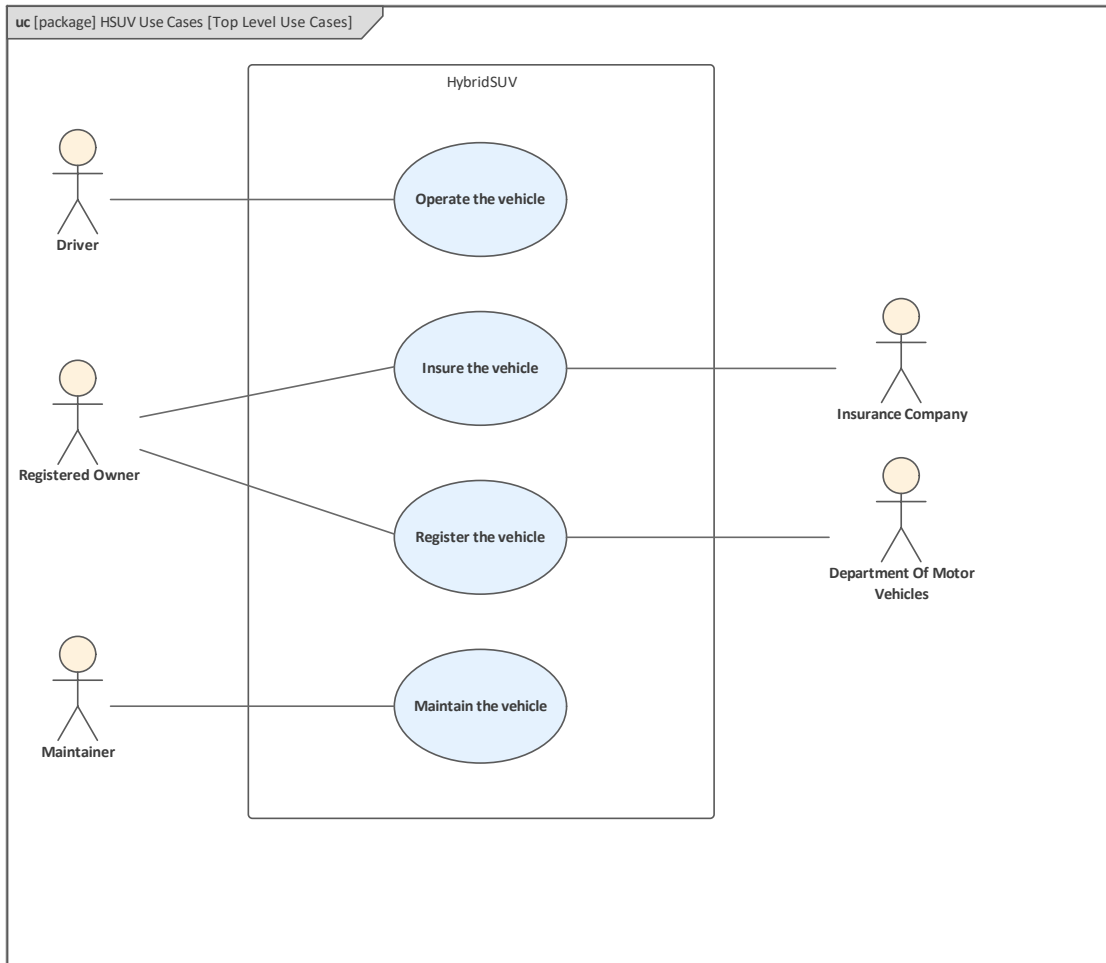 uc [package] HSUV Use Cases [Top Level Use Cases]
HybridSUV
Operate the vehicle
Driver
Insure the vehicle
Insurance Company
Registered Owner
Register the vehicle
Department Of Motor
Vehicles
Maintain the vehicle
Maintainer